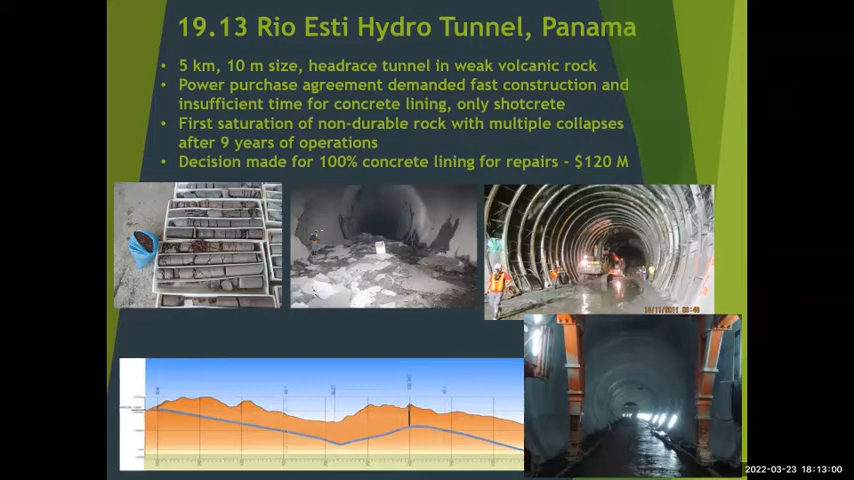 19.13 Rio Esti Hydro Tunnel, Panama
• 5 km, 10 m size, headrace tunnel in weak volcanic rock
• Power purchase agreement demanded fast construction and
insufficient time for concrete lining, only shotcrete
• First saturation of non-durable rock with multiple collapses
after 9 years of operations
• Decision made for 100% concrete lining for repairs - $120 M
2022-03-23 18:13:00